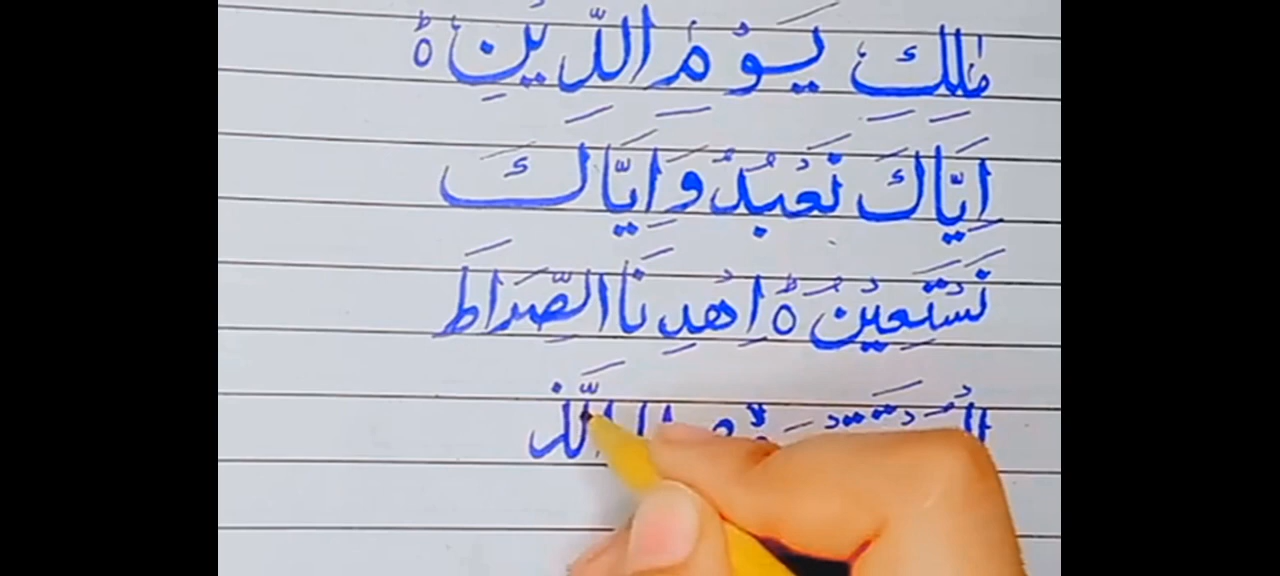 مٰلِكِ يَوْمِ الدِّيْنِ ۝ؕ
اِيَّاكَ نَعْبُدُ وَاِيَّاكَ
نَسْتَعِيْنُ ۝ؕ اِهْدِنَا الصِّرَاطَ